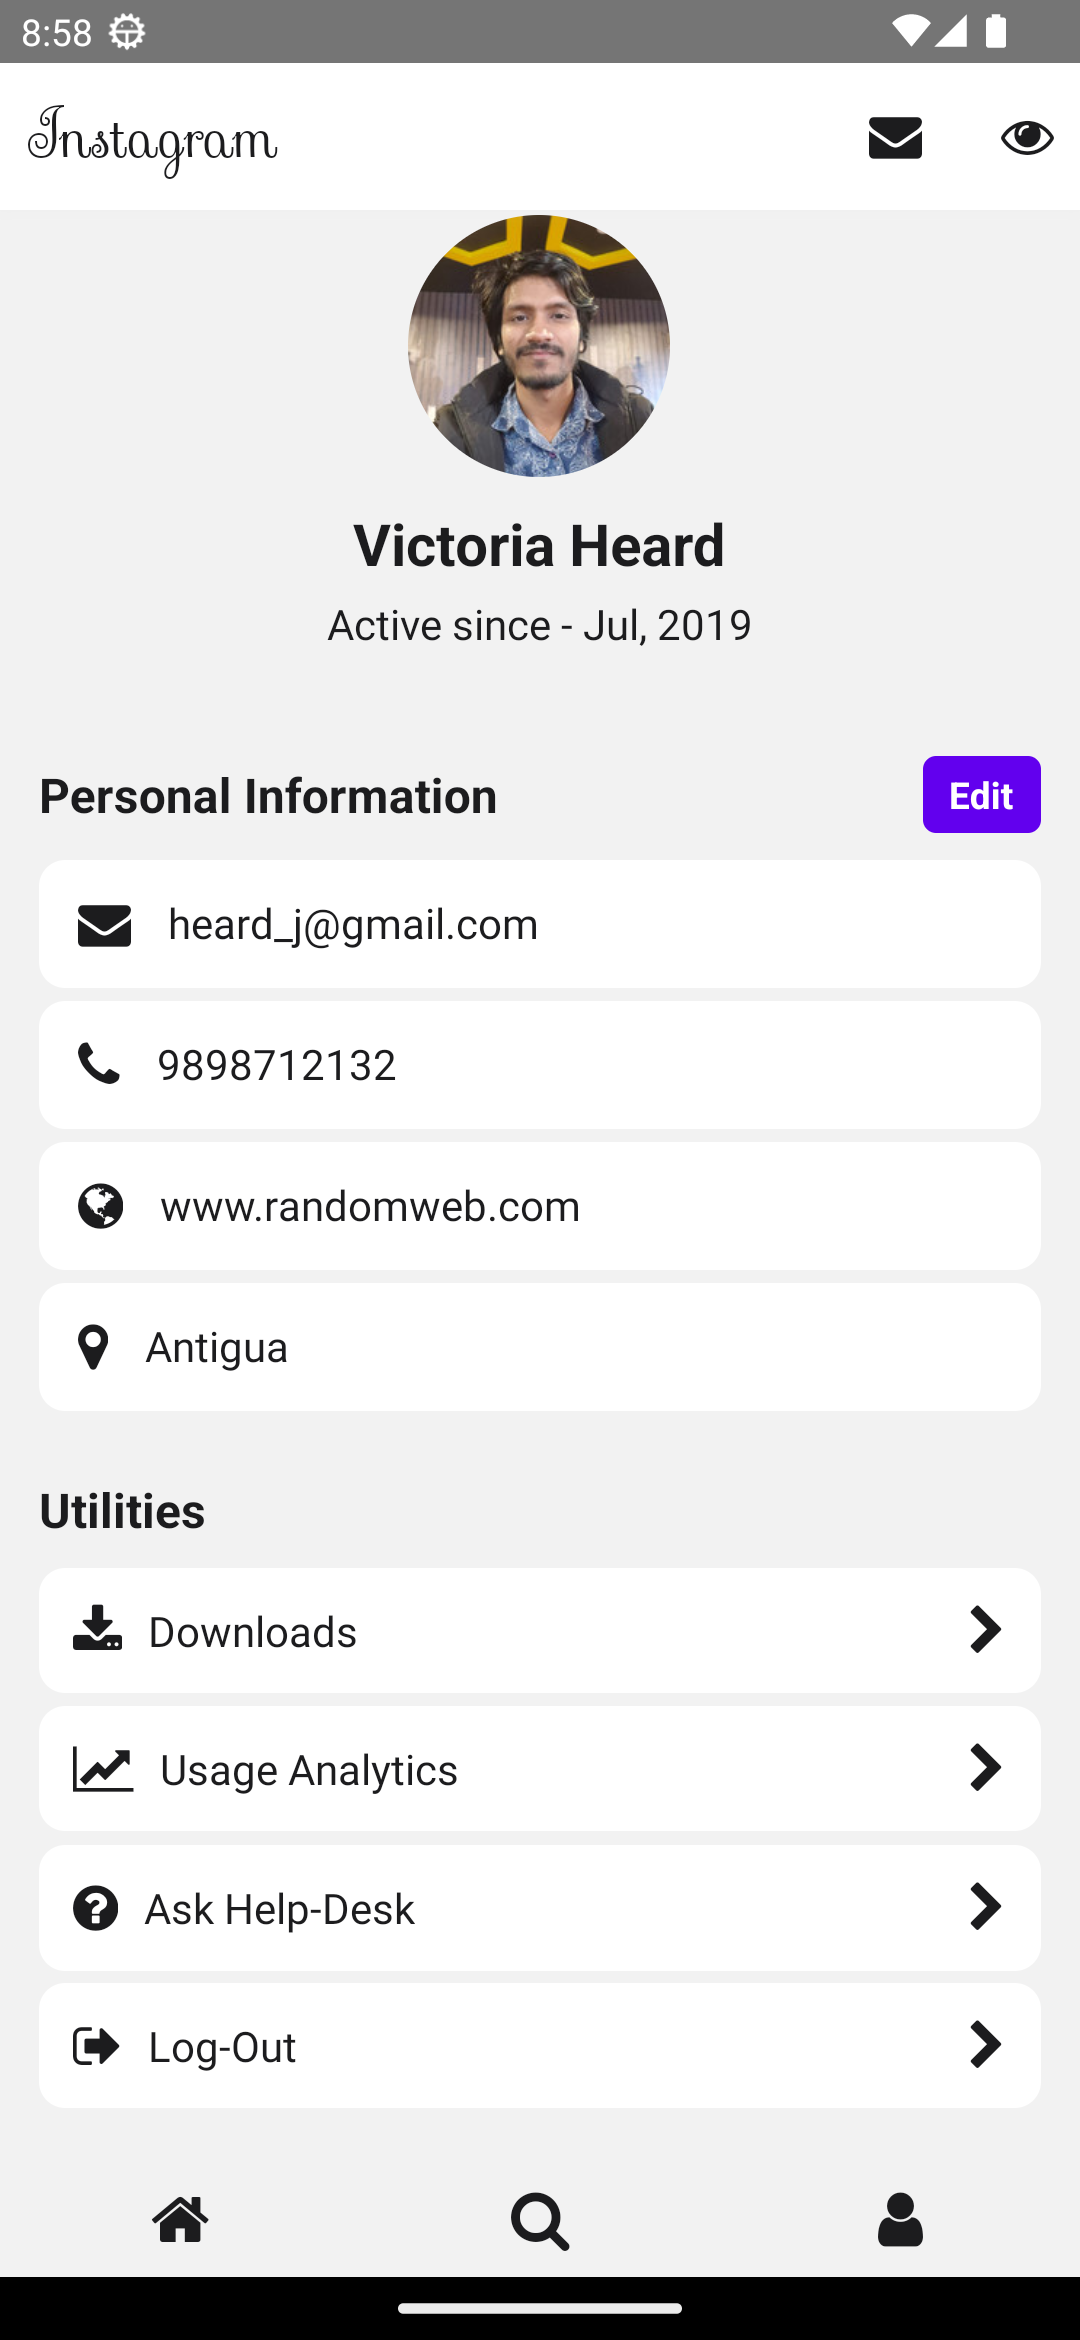 8:58
Instagram
Victoria Heard
Active since - Jul, 2019
Personal Information
Edit
heard_j@gmail.com
9898712132
www.randomweb.com
Antigua
Utilities
Downloads
Usage Analytics
Ask Help-Desk
Log-Out